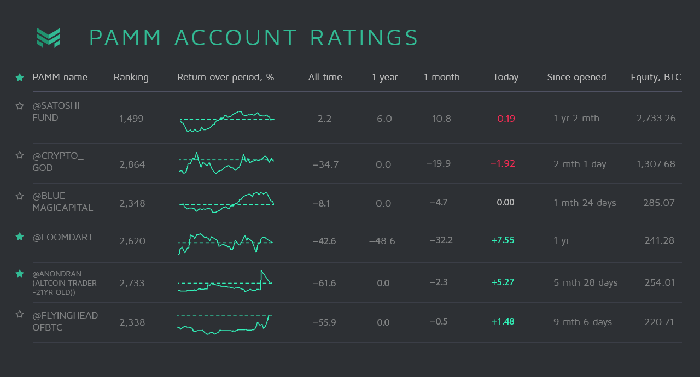 PAMM ACCOUNT RATINGS
PAMM name Ranking Return over period, % All time 1 year 1 month Today Since opened Equity, BTC
@SATOSHI
FUND 1,499 2.2 6.0 10.8 0.19 1 yr 2 mth 2,733.26
@CRYPTO_
GOD 2,864 −34.7 0.0 −19.9 −1.92 2 mth 1 day 1,307.68
@BLUE
MAGICAPITAL 2,348 −8.1 0.0 −4.7 0.00 1 mth 24 days 285.07
@LOOMDART 2,620 −42.6 −48.6 −32.2 +7.55 1 yr 241.28
@ANONDRAN
(ALTCOIN TRADER
−21YR OLD)) 2,733 −61.6 0.0 −2.3 +5.27 5 mth 28 days 254.01
@FLYINGHEAD
OFBTC 2,338 −55.9 0.0 −0.5 +1.48 9 mth 6 days 220.71